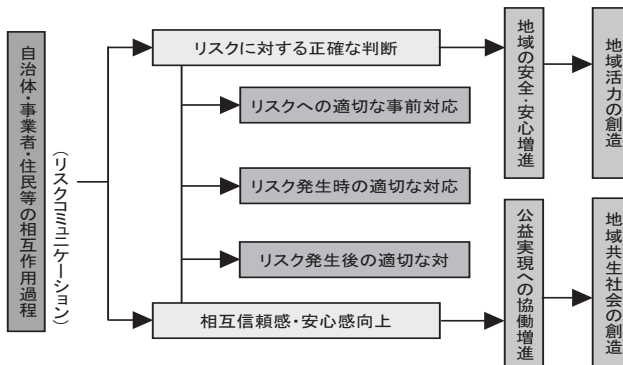 自治体・事業者・住民等の相互作用過程
(リスクコミュニケーション)
リスクに対する正確な判断
リスクへの適切な事前対応
リスク発生時の適切な対応
リスク発生後の適切な対
相互信頼感・安心感向上
地域の安全・安心増進
地域活力の創造
公益実現への協働増進
地域共生社会の創造